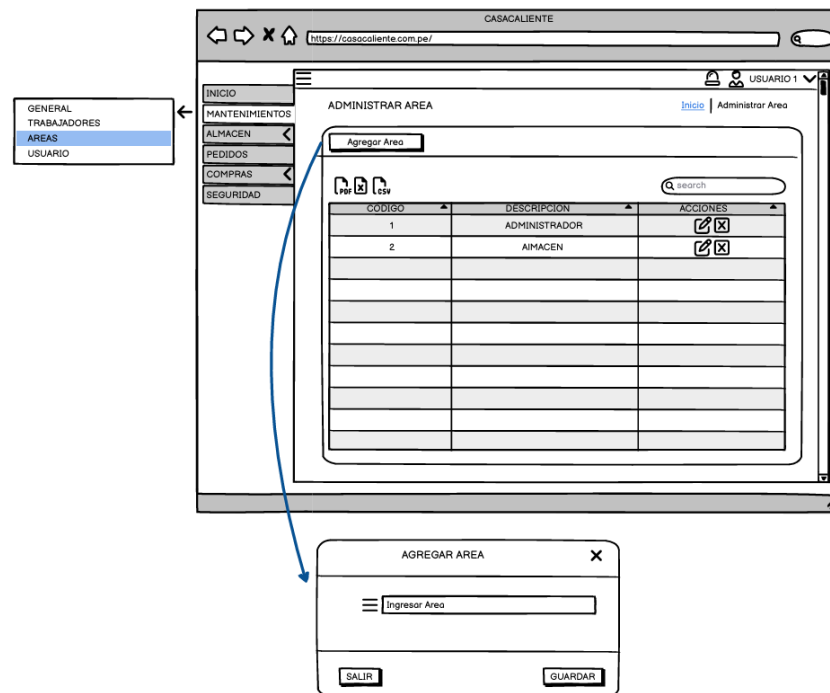 CASACALIENTE
https://casacaliente.com.pe/
USUARIO 1
INICIO
MANTENIMIENTOS
ALMACEN
PEDIDOS
COMPRAS
SEGURIDAD
GENERAL
TRABAJADORES
AREAS
USUARIO
ADMINISTRAR AREA
Inicio | Administrar Area
Agregar Area
PDF X CSV
search
CODIGO DESCRIPCION ACCIONES
1 ADMINISTRADOR
2 AlMACEN
AGREGAR AREA
Ingresar Area
SALIR GUARDAR